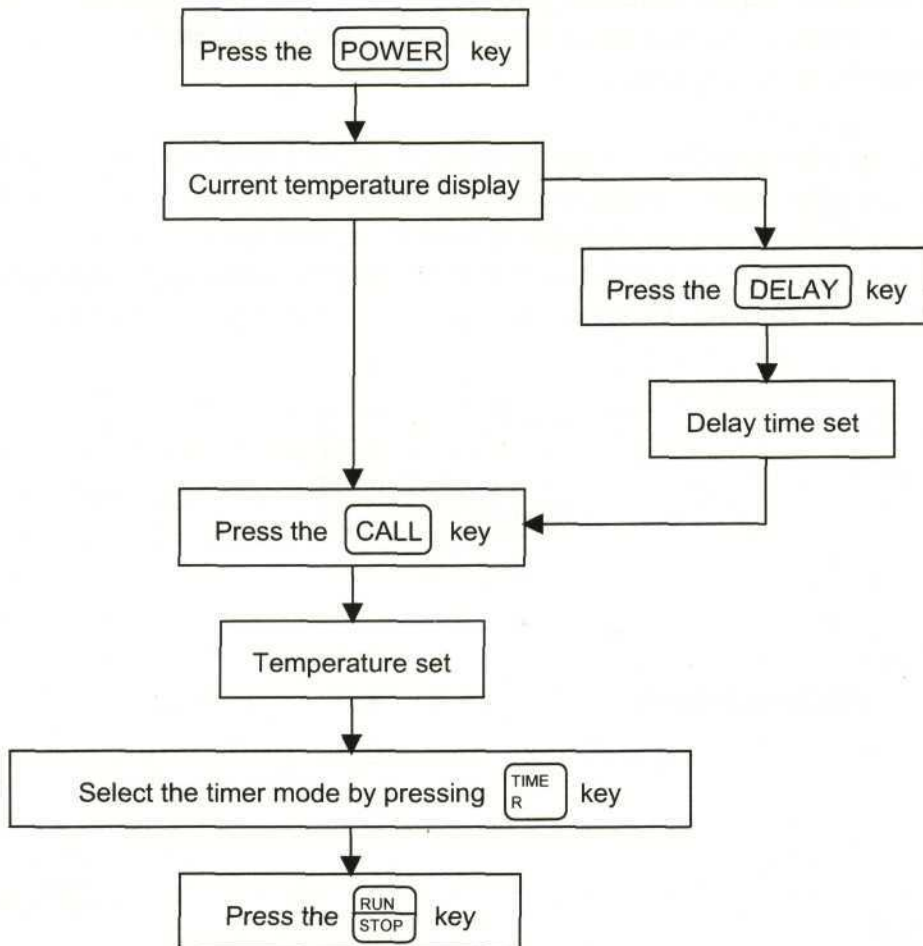 Press the POWER key
Current temperature display
Press the DELAY key
Delay time set
Press the CALL key
Temperature set
Select the timer mode by pressing TIME
R key
Press the RUN
STOP key